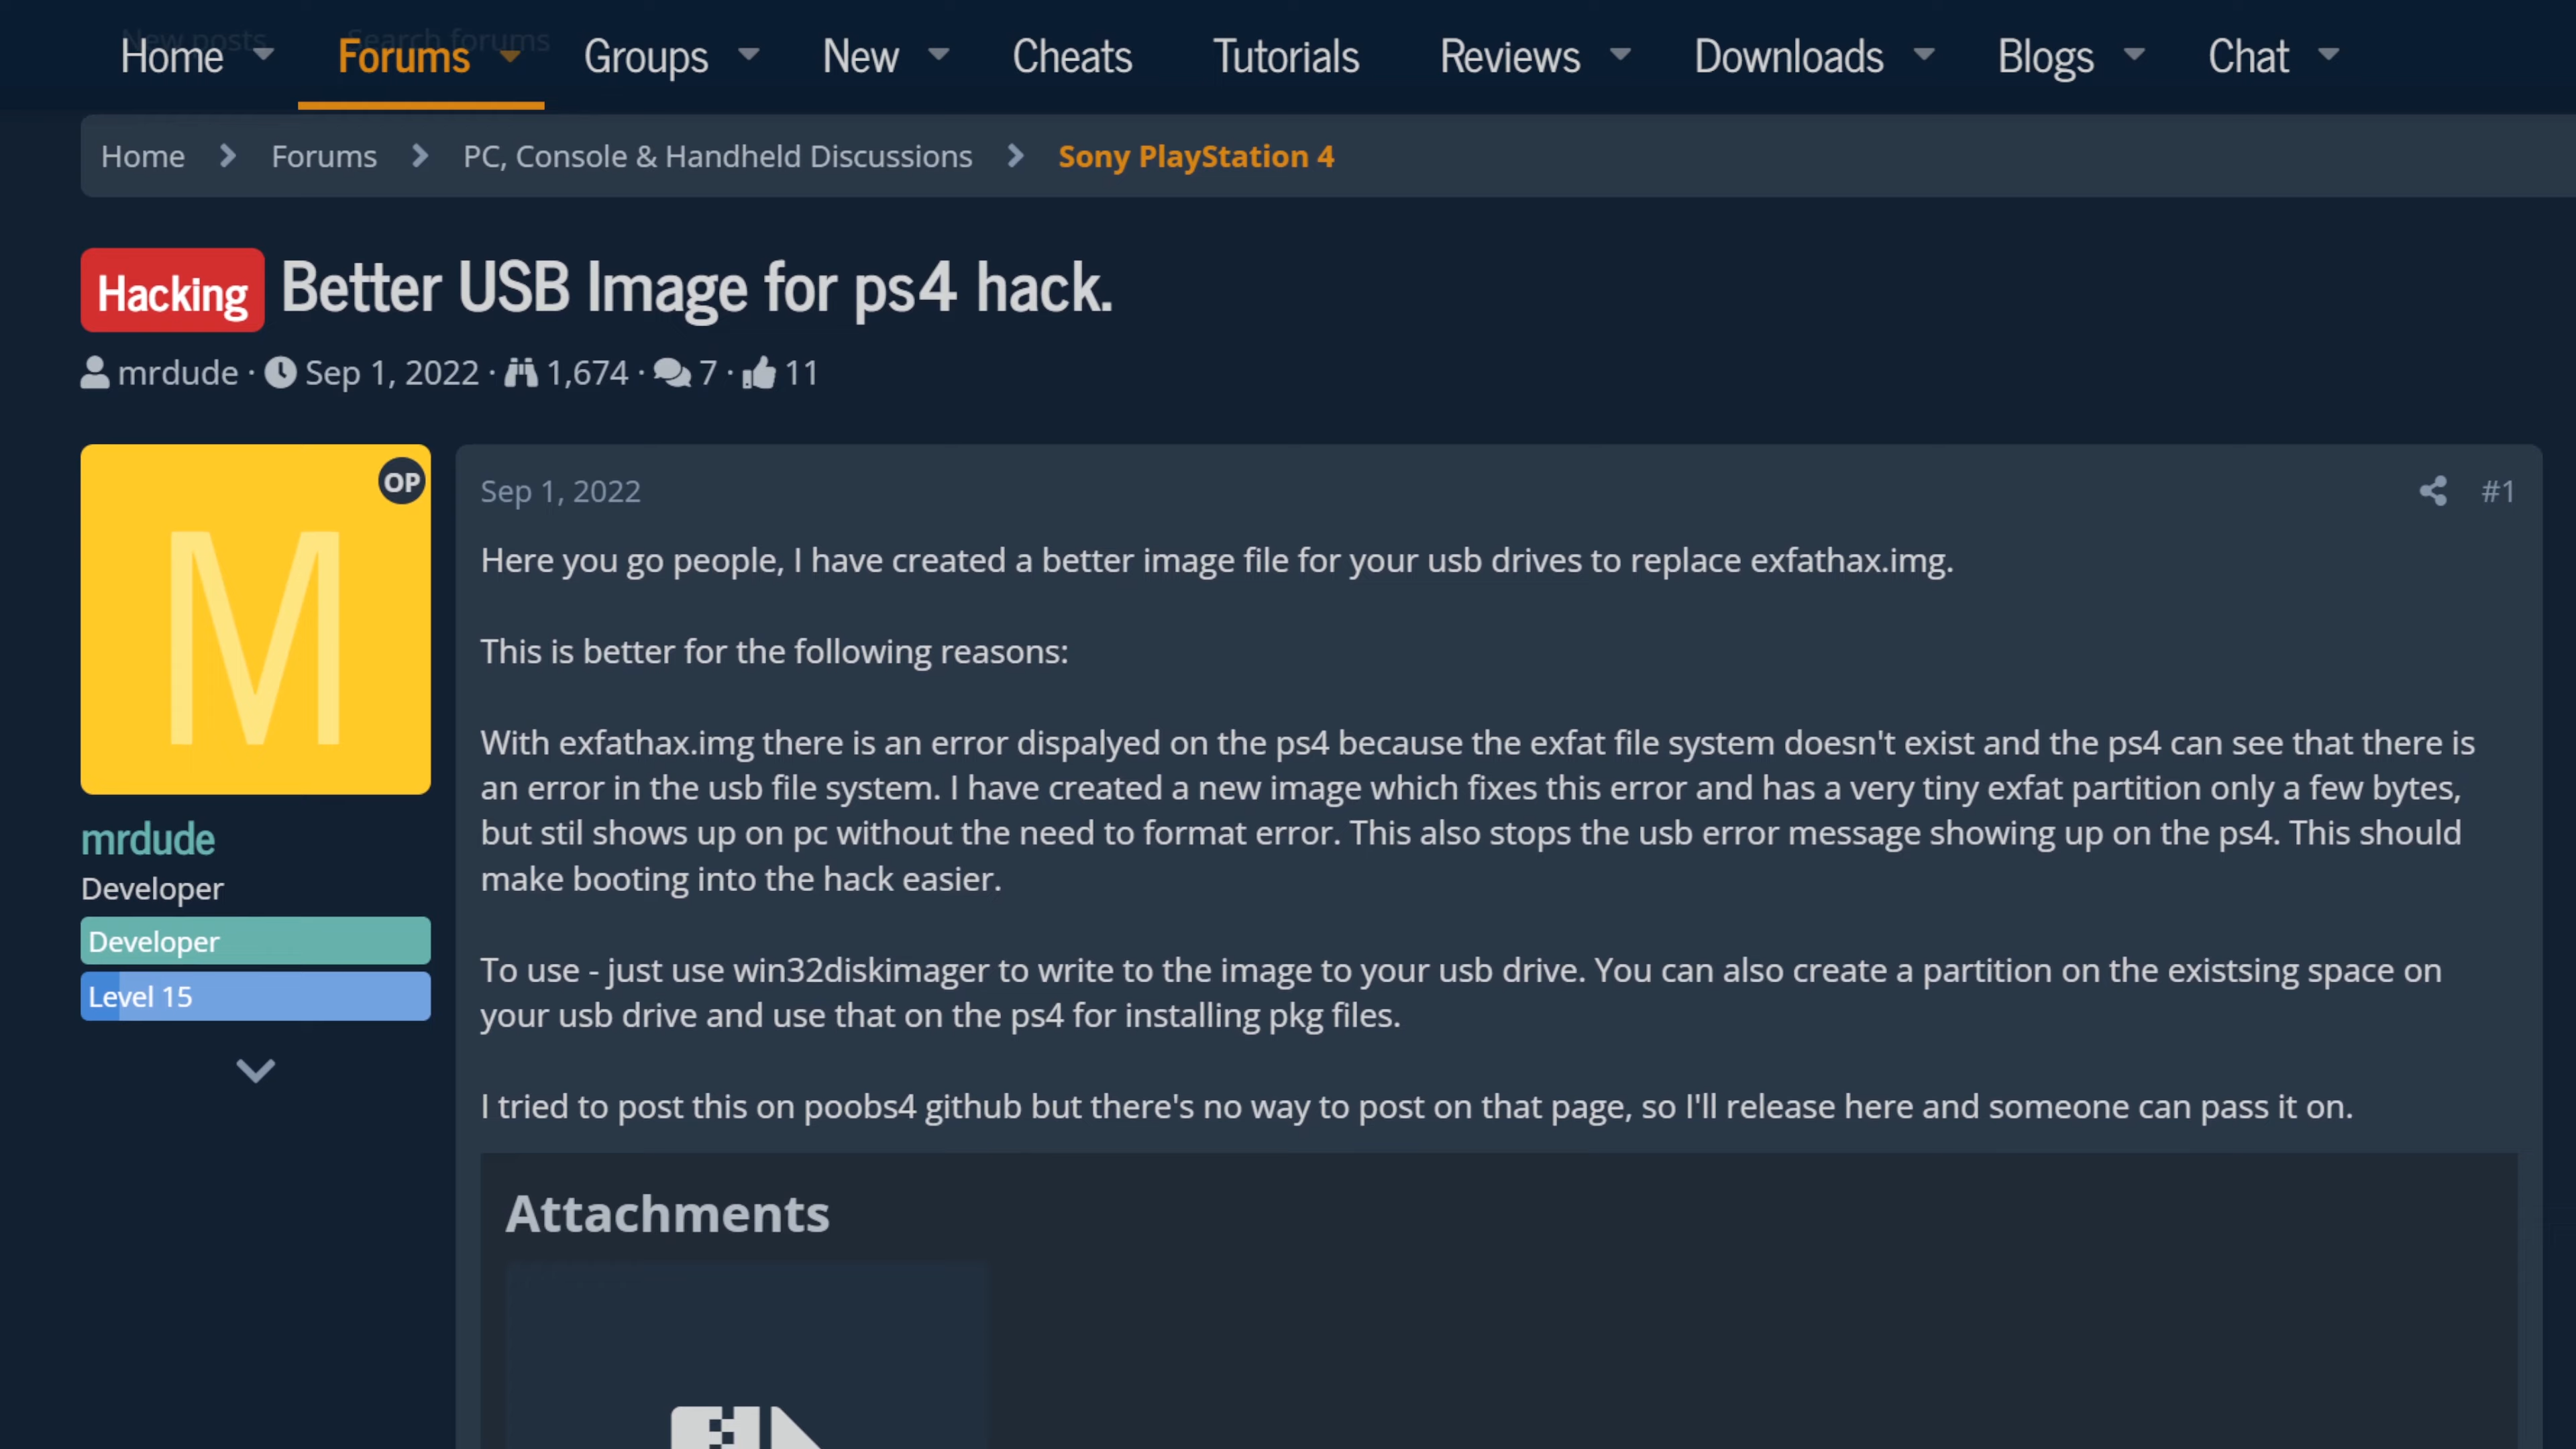 New posts Search forums
Home Forums Groups New Cheats Tutorials Reviews Downloads Blogs Chat
Home Forums PC, Console & Handheld Discussions Sony PlayStation 4
Hacking Better USB Image for ps4 hack.
mrdude · Sep 1, 2022 · 1,674 · 7 · 11
OP
M
mrdude
Developer
Developer
Level 15
Sep 1, 2022 #1
Here you go people, I have created a better image file for your usb drives to replace exfathax.img.
This is better for the following reasons:
With exfathax.img there is an error dispalyed on the ps4 because the exfat file system doesn't exist and the ps4 can see that there is
an error in the usb file system. I have created a new image which fixes this error and has a very tiny exfat partition only a few bytes,
but stil shows up on pc without the need to format error. This also stops the usb error message showing up on the ps4. This should
make booting into the hack easier.
To use - just use win32diskimager to write to the image to your usb drive. You can also create a partition on the existsing space on
your usb drive and use that on the ps4 for installing pkg files.
I tried to post this on poobs4 github but there's no way to post on that page, so I'll release here and someone can pass it on.
Attachments